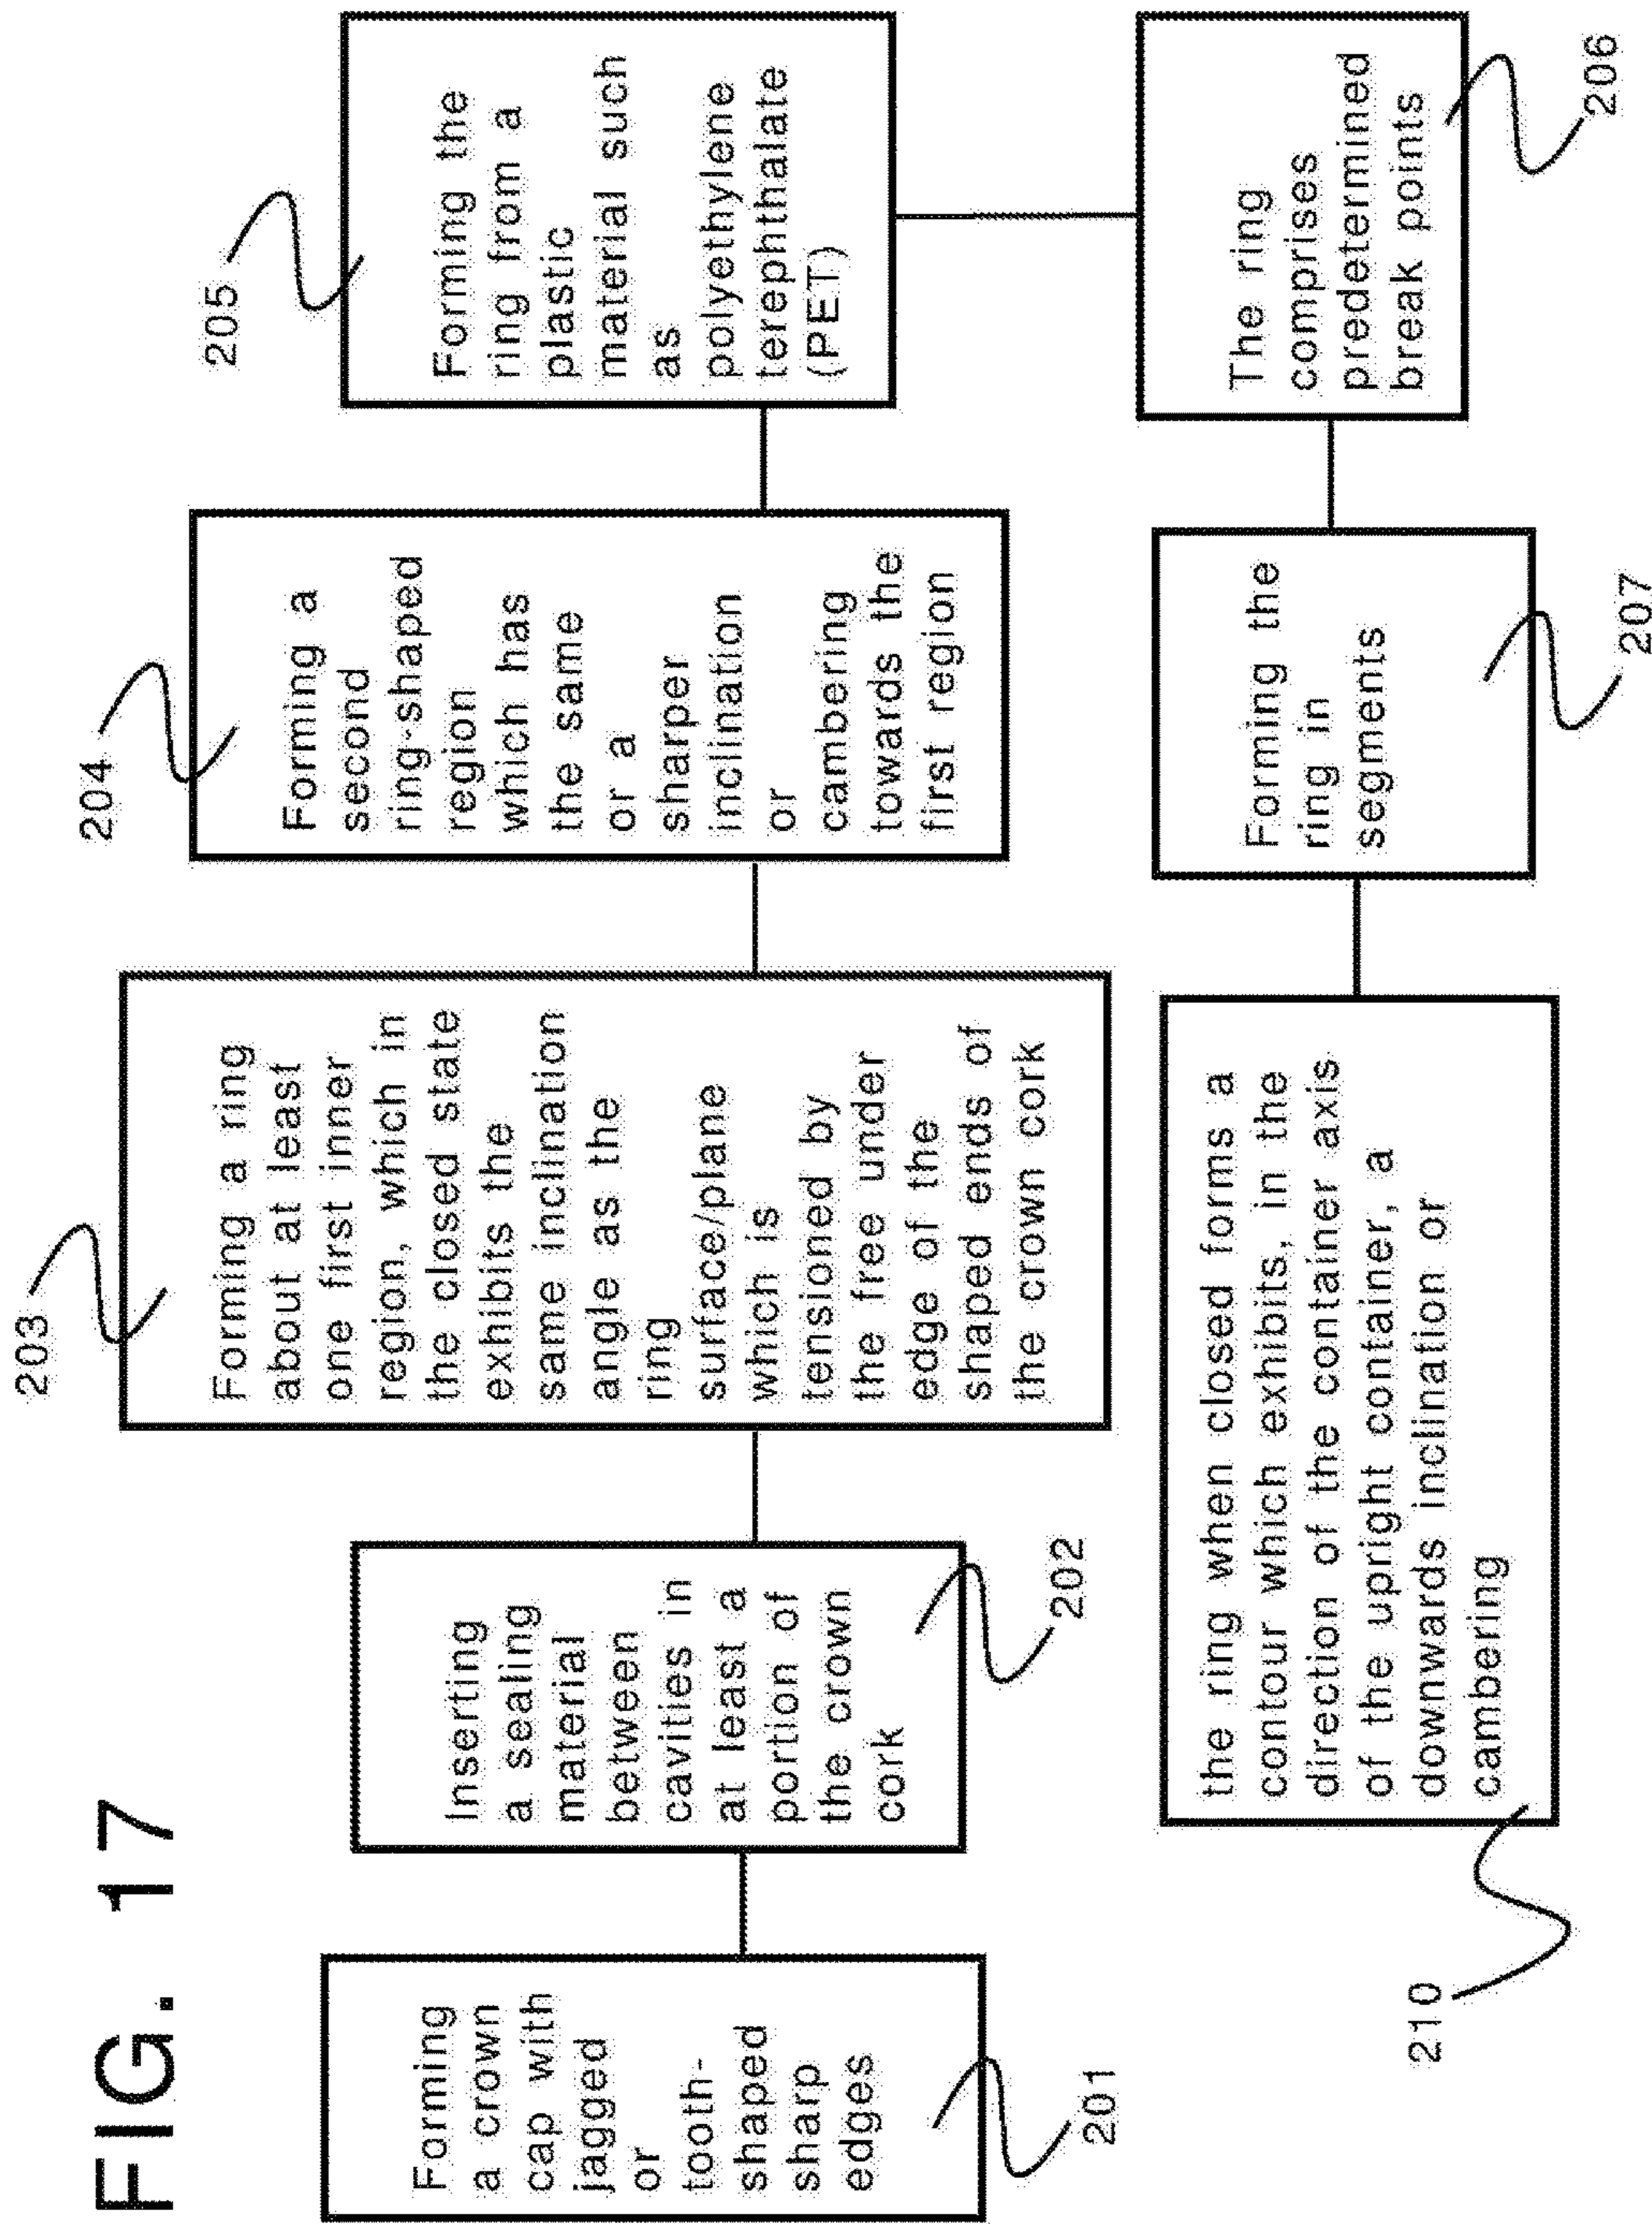 FIG. 17
201
Forming
a crown
cap with
jagged
or
tooth-
shaped
sharp
edges
202
Inserting
a sealing
material
between
cavities in
at least a
portion of
the crown
cork
203
Forming a ring
about at least
one first inner
region, which in
the closed state
exhibits the
same inclination
angle as the
ring
surface/plane
which is
tensioned by
the free under
edge of the
shaped ends of
the crown cork
204
Forming a
second
ring-shaped
region
which has
the same
or a
sharper
inclination
or
cambering
towards the
first region
205
Forming the
ring from a
plastic
material such
as
polyethylene
terephthalate
(PET)
206
The ring
comprises
predetermined
break points
207
Forming the
ring in
segments
210
the ring when closed forms a
contour which exhibits, in the
direction of the container axis
of the upright container, a
downwards inclination or
cambering